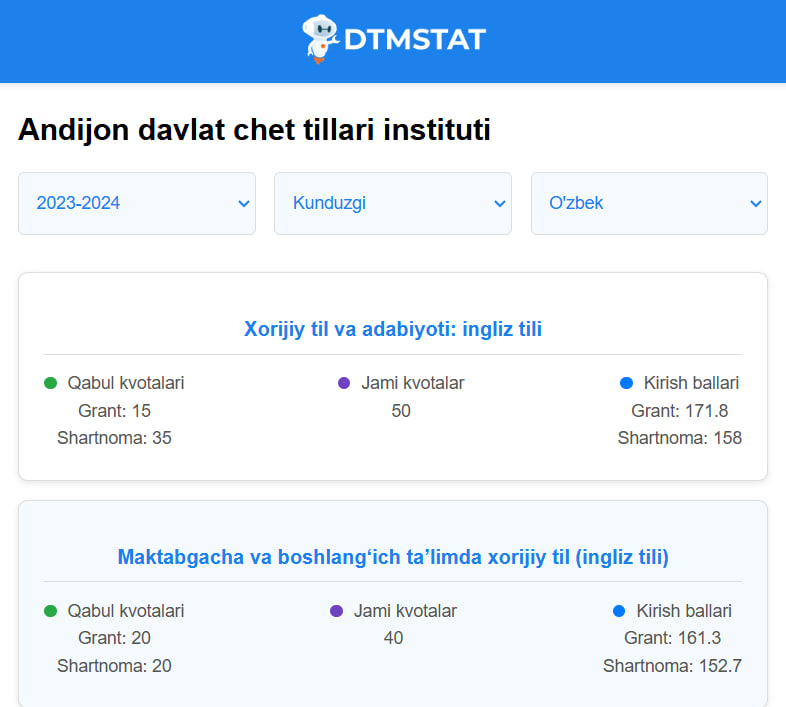 DTMSTAT
Andijon davlat chet tillari instituti
2023-2024 Kunduzgi O'zbek
Xorijiy til va adabiyoti: ingliz tili
Qabul kvotalari Jami kvotalar Kirish ballari
Grant: 15 50 Grant: 171.8
Shartnoma: 35 Shartnoma: 158
Maktabgacha va boshlang‘ich ta’limda xorijiy til (ingliz tili)
Qabul kvotalari Jami kvotalar Kirish ballari
Grant: 20 40 Grant: 161.3
Shartnoma: 20 Shartnoma: 152.7